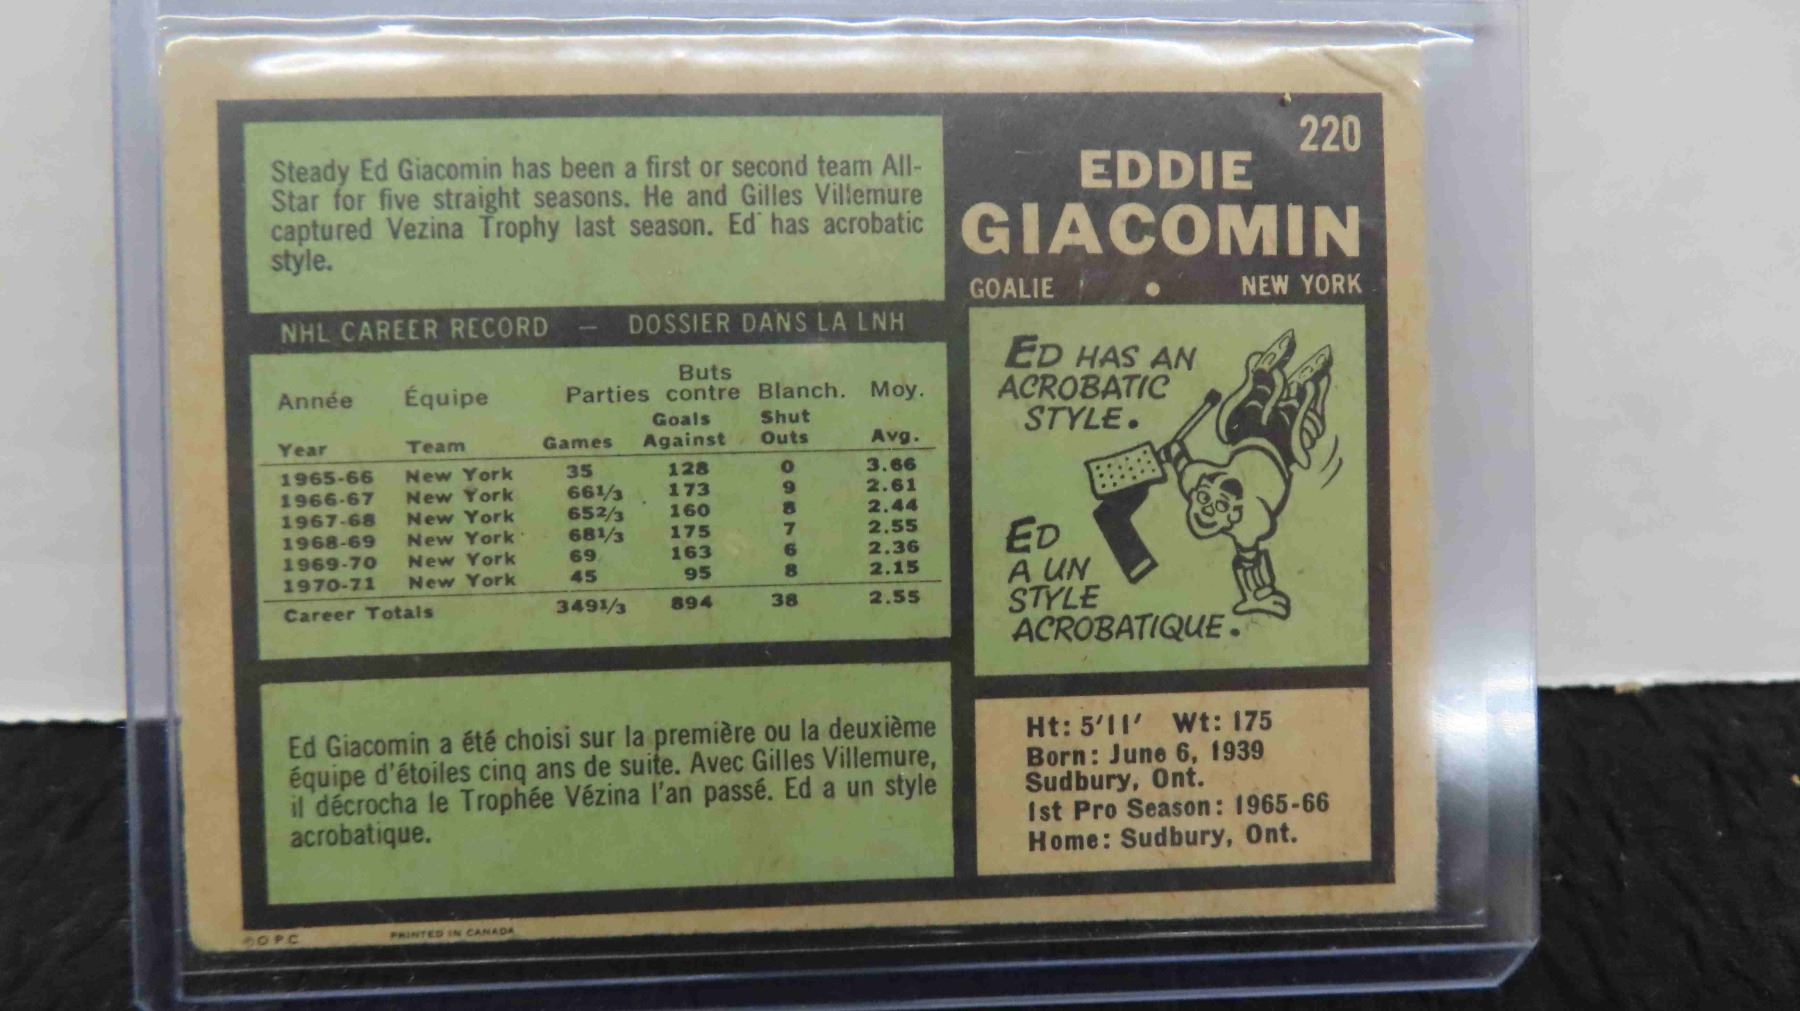 Steady Ed Giacomin has been a first or second team All-
Star for five straight seasons. He and Gilles Villemure
captured Vezina Trophy last season. Ed has acrobatic
style.
220
EDDIE
GIACOMIN
GOALIE • NEW YORK
NHL CAREER RECORD — DOSSIER DANS LA LNH
Année Équipe Parties Buts contre Blanch. Moy.
Year Team Games Goals Against Shut Outs Avg.
1965-66 New York 35 128 0 3.66
1966-67 New York 661/3 173 9 2.61
1967-68 New York 652/3 160 8 2.44
1968-69 New York 681/3 175 7 2.55
1969-70 New York 69 163 6 2.36
1970-71 New York 45 95 8 2.15
Career Totals 3491/3 894 38 2.55
ED HAS AN
ACROBATIC
STYLE.
ED
A UN
STYLE
ACROBATIQUE.
Ed Giacomin a été choisi sur la première ou la deuxième
équipe d'étoiles cinq ans de suite. Avec Gilles Villemure,
il décrocha le Trophée Vézina l'an passé. Ed a un style
acrobatique.
Ht: 5'11' Wt: 175
Born: June 6, 1939
Sudbury, Ont.
1st Pro Season: 1965-66
Home: Sudbury, Ont.
©O P C PRINTED IN CANADA